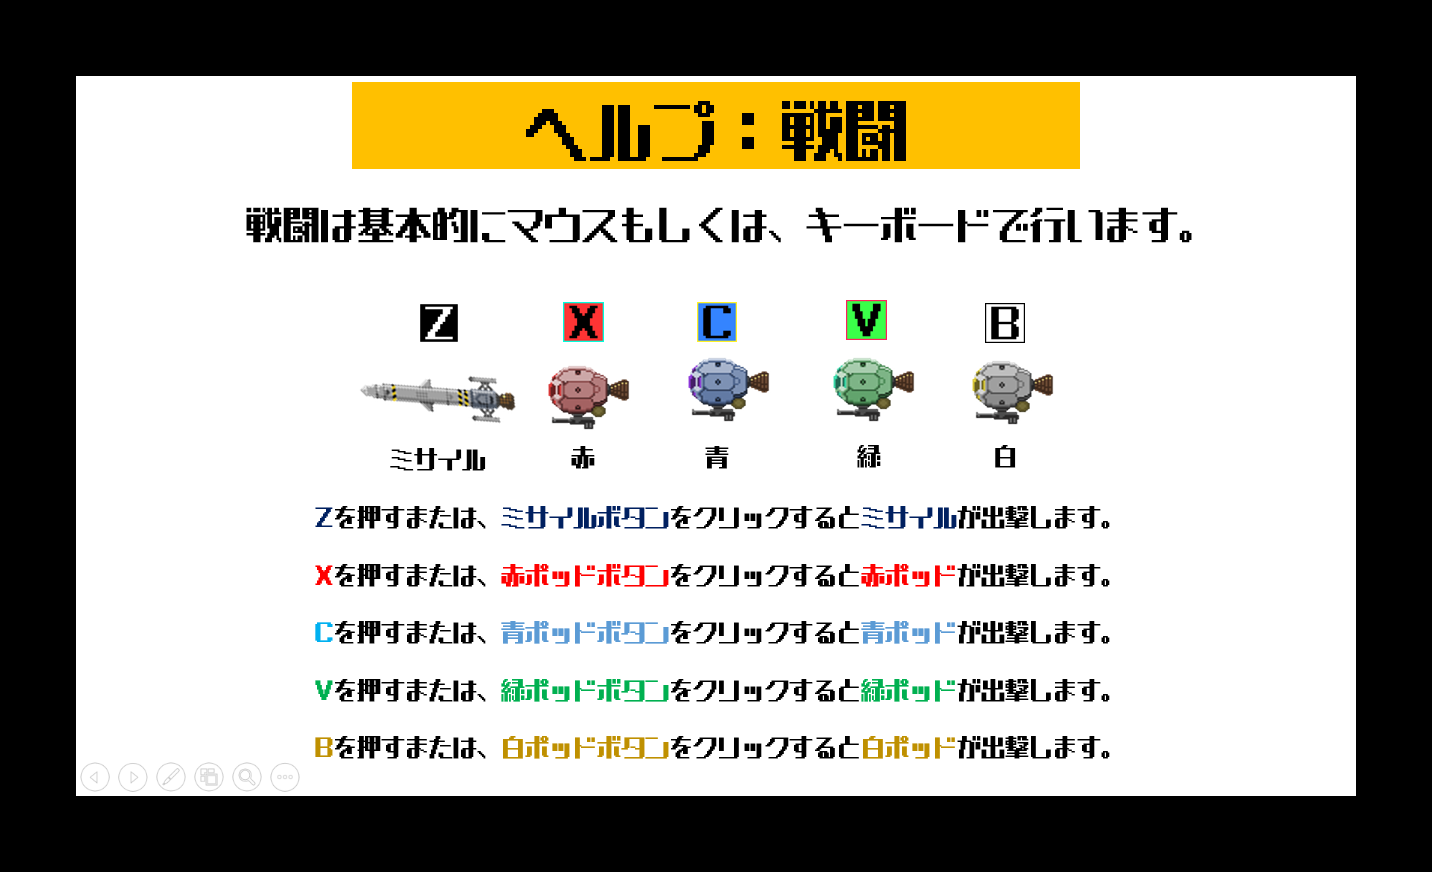 ヘルプ：戦闘
戦闘は基本的にマウスもしくは、キーボードで行います。
Z X C V B
ミサイル 赤 青 緑 白
Zを押すまたは、ミサイルボタンをクリックするとミサイルが出撃します。
Xを押すまたは、赤ポッドボタンをクリックすると赤ポッドが出撃します。
Cを押すまたは、青ポッドボタンをクリックすると青ポッドが出撃します。
Vを押すまたは、緑ポッドボタンをクリックすると緑ポッドが出撃します。
Bを押すまたは、白ポッドボタンをクリックすると白ポッドが出撃します。